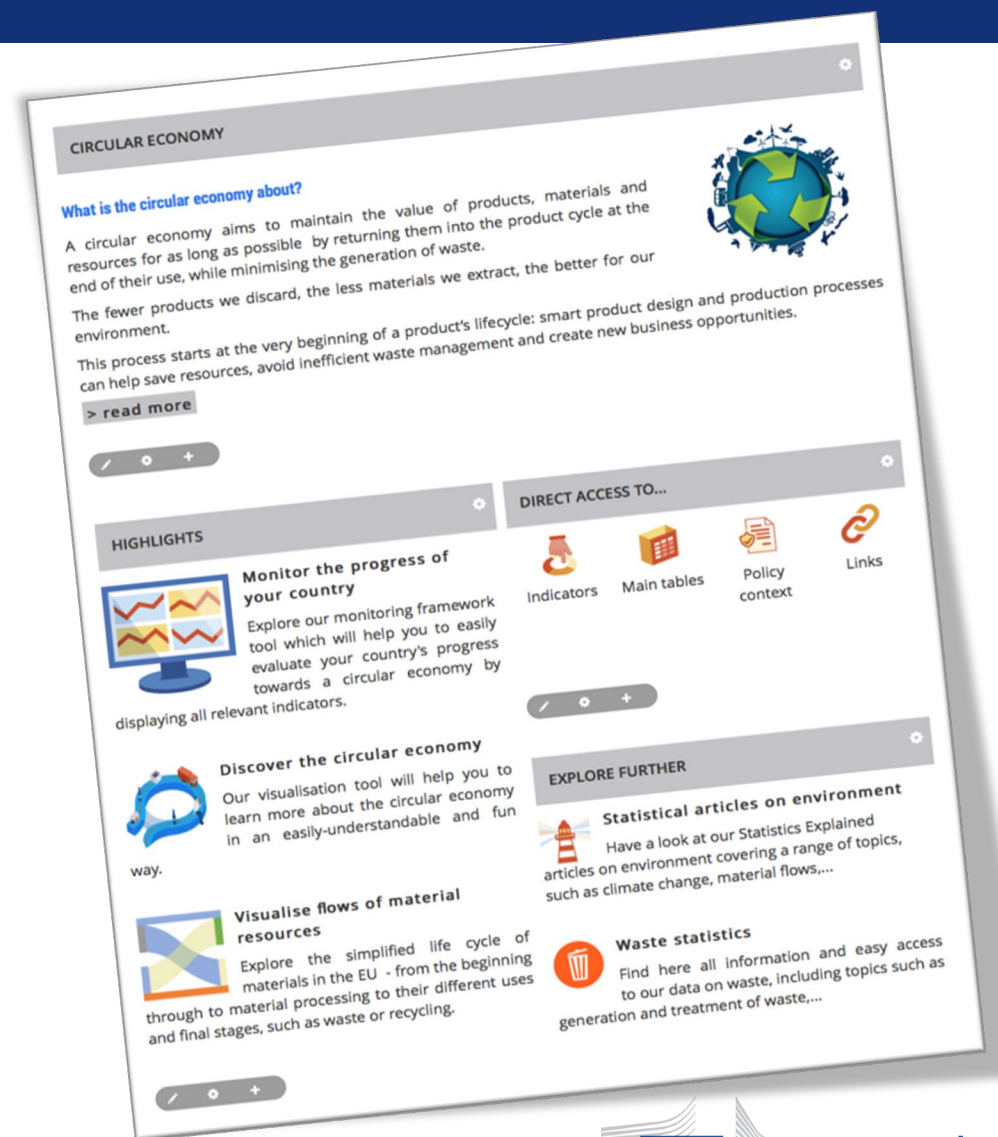 CIRCULAR ECONOMY
What is the circular economy about?
A circular economy aims to maintain the value of products, materials and
resources for as long as possible by returning them into the product cycle at the
end of their use, while minimising the generation of waste.
The fewer products we discard, the less materials we extract, the better for our
environment.
This process starts at the very beginning of a product's lifecycle: smart product design and production processes
can help save resources, avoid inefficient waste management and create new business opportunities.
> read more
HIGHLIGHTS
Monitor the progress of
your country
Explore our monitoring framework
tool which will help you to easily
evaluate your country's progress
towards a circular economy by
displaying all relevant indicators.
Discover the circular economy
Our visualisation tool will help you to
learn more about the circular economy
in an easily-understandable and fun
way.
Visualise flows of material
resources
Explore the simplified life cycle of
materials in the EU - from the beginning
through to material processing to their different uses
and final stages, such as waste or recycling.
DIRECT ACCESS TO...
Indicators
Main tables
Policy
context
Links
EXPLORE FURTHER
Statistical articles on environment
Have a look at our Statistics Explained
articles on environment covering a range of topics,
such as climate change, material flows,...
Waste statistics
Find here all information and easy access
to our data on waste, including topics such as
generation and treatment of waste,...